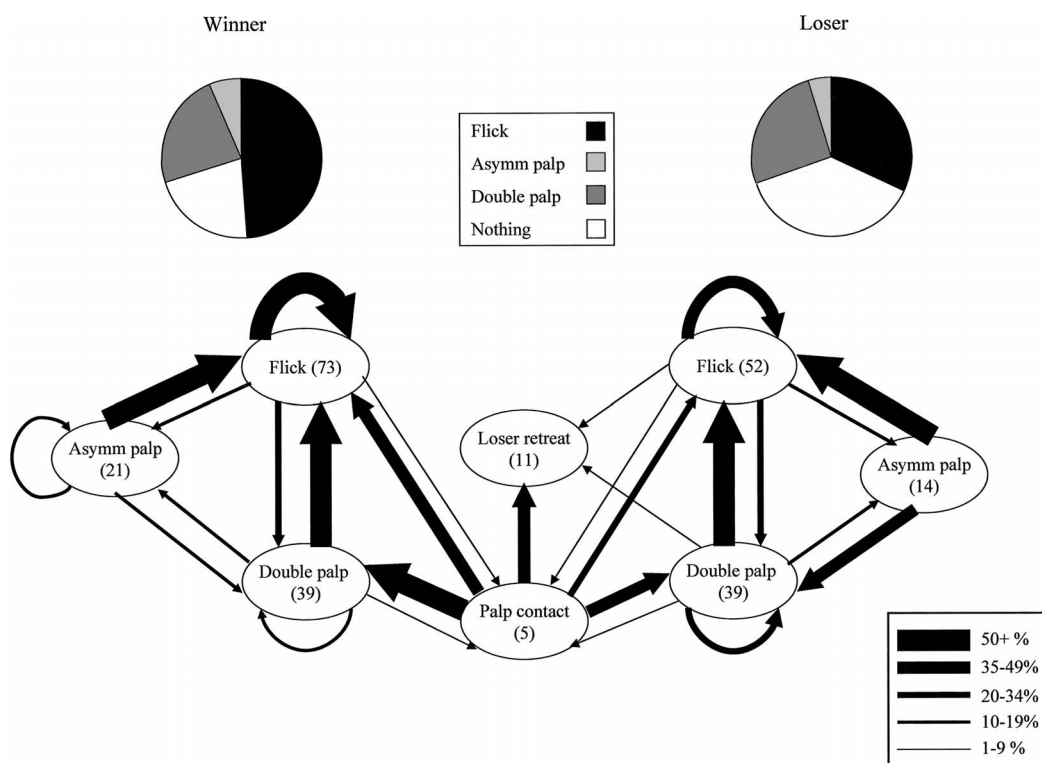 Winner
Loser
Flick
Asymm palp
Double palp
Nothing
Flick (73)
Flick (52)
Loser retreat
(11)
Asymm palp
(21)
Asymm palp
(14)
Double palp
(39)
Palp contact
(5)
Double palp
(39)
50+ %
35-49%
20-34%
10-19%
1-9 %